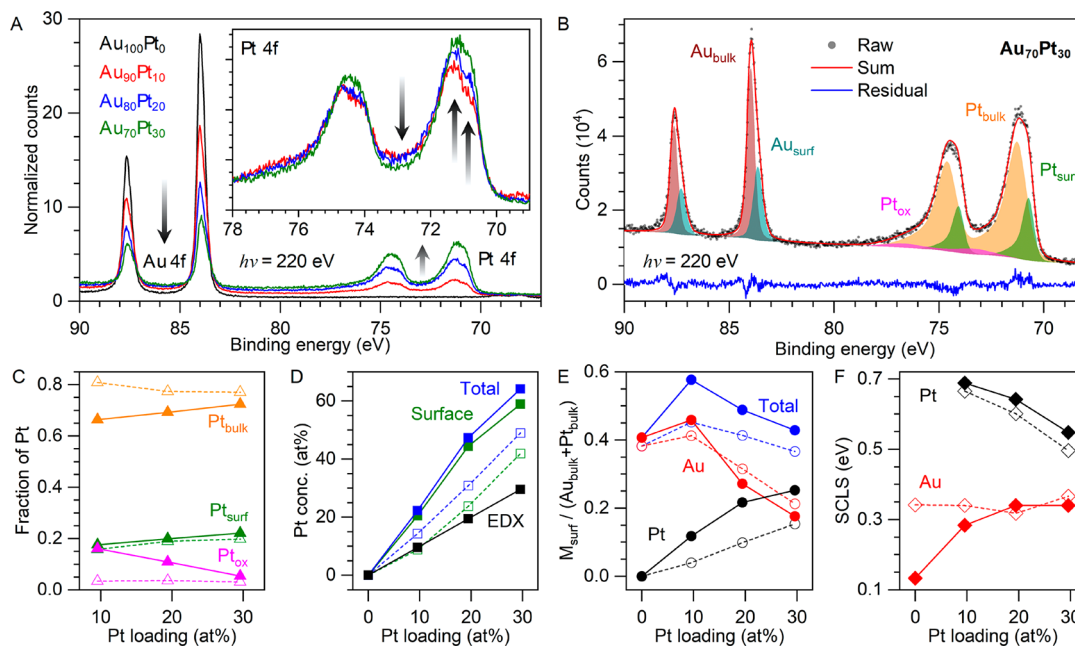 A
Normalized counts
30
20
10
0
Au100Pt0
Au90Pt10
Au80Pt20
Au70Pt30
Pt 4f
78 77 76 75 74 73 72 71 70
Au 4f
hν = 220 eV
Pt 4f
90 85 80 75 70
Binding energy (eV)
B
Counts (10⁴)
6
4
2
0
Aubulk
Ausurf
Raw
Sum
Residual
Au70Pt30
Ptbulk
Ptsurf
Ptox
hν = 220 eV
90 85 80 75 70
Binding energy (eV)
C
Fraction of Pt
0.8
0.6
0.4
0.2
0.0
Ptbulk
Ptsurf
Ptox
10 20 30
Pt loading (at%)
D
Pt conc. (at%)
60
40
20
0
Total
Surface
EDX
0 10 20 30
Pt loading (at%)
E
Msurf / (Aubulk+Ptbulk)
0.6
0.4
0.2
0.0
Total
Au
Pt
0 10 20 30
Pt loading (at%)
F
SCLS (eV)
0.7
0.5
0.3
0.1
Pt
Au
0 10 20 30
Pt loading (at%)